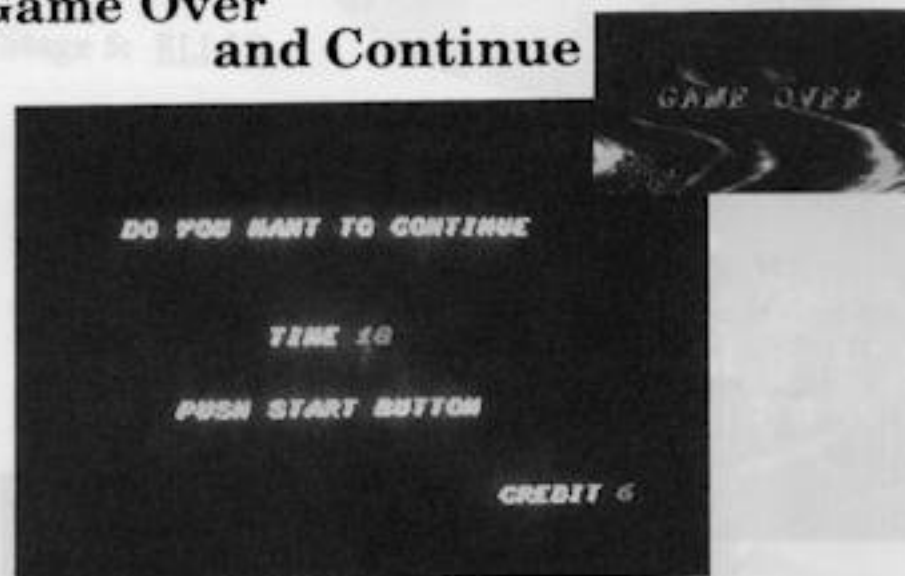 Game Over
and Continue
GAME OVER
DO YOU WANT TO CONTINUE
TIME 10
PUSH START BUTTON
CREDIT 6